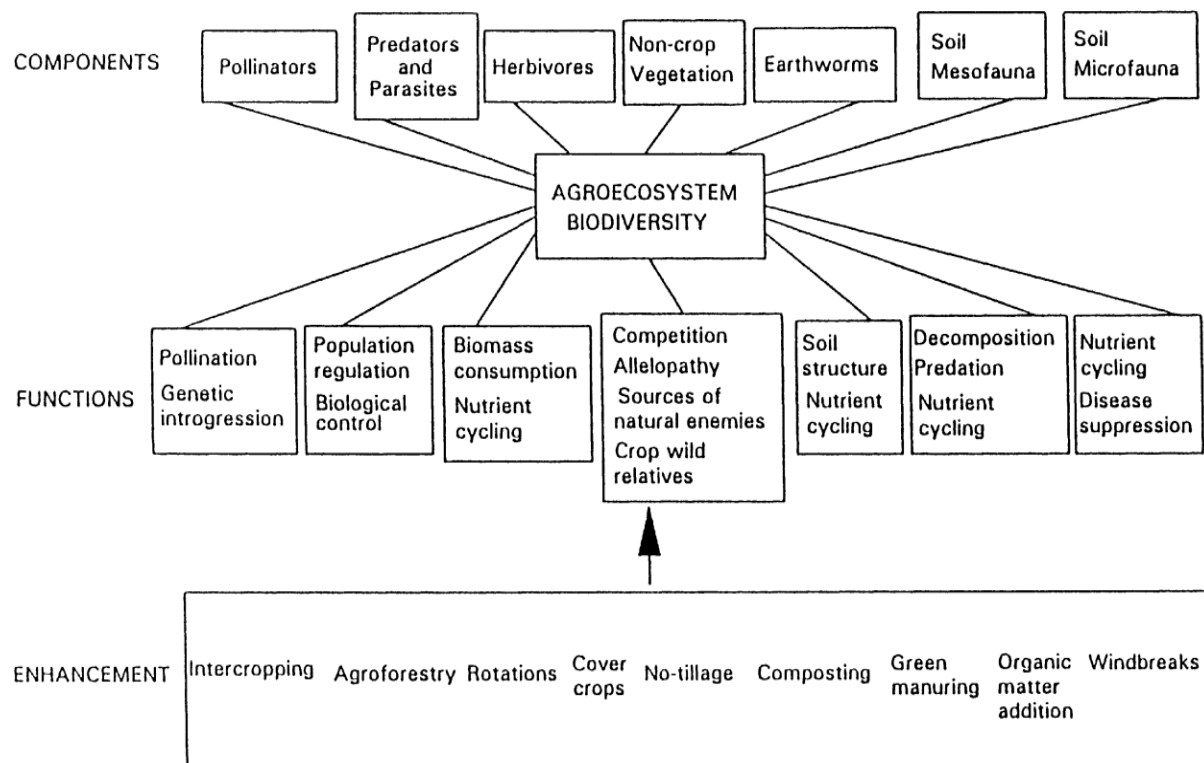 COMPONENTS
Pollinators
Predators
and
Parasites
Herbivores
Non-crop
Vegetation
Earthworms
Soil
Mesofauna
Soil
Microfauna
AGROECOSYSTEM
BIODIVERSITY
FUNCTIONS
Pollination
Genetic
introgression
Population
regulation
Biological
control
Biomass
consumption
Nutrient
cycling
Competition
Allelopathy
Sources of
natural enemies
Crop wild
relatives
Soil
structure
Nutrient
cycling
Decomposition
Predation
Nutrient
cycling
Nutrient
cycling
Disease
suppression
ENHANCEMENT
Intercropping
Agroforestry
Rotations
Cover
crops
No-tillage
Composting
Green
manuring
Organic
matter
addition
Windbreaks